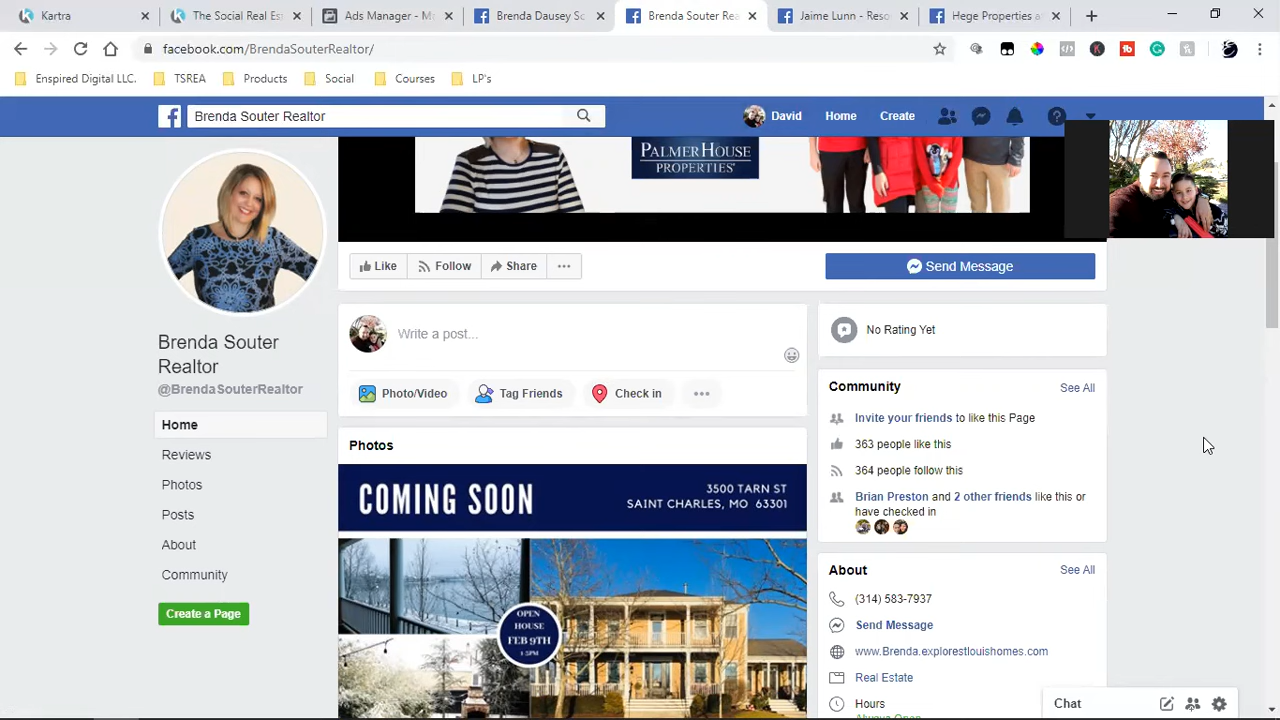 Kartra
The Social Real Est
Ads Manager - M
Brenda Dausey Sc
Brenda Souter Rea
Jaime Lunn - Reso
Hege Properties a
facebook.com/BrendaSouterRealtor/
Enspired Digital LLC.
TSREA
Products
Social
Courses
LP's
Brenda Souter Realtor
David
Home
Create
PALMERHOUSE
PROPERTIES
Like
Follow
Share
Send Message
Brenda Souter
Realtor
@BrendaSouterRealtor
Home
Reviews
Photos
Posts
About
Community
Create a Page
Write a post...
Photo/Video
Tag Friends
Check in
Photos
COMING SOON
3500 TARN ST
SAINT CHARLES, MO 63301
OPEN
HOUSE
FEB 9TH
1-3PM
No Rating Yet
Community
See All
Invite your friends to like this Page
363 people like this
364 people follow this
Brian Preston and 2 other friends like this or
have checked in
About
See All
(314) 583-7937
Send Message
www.Brenda.explorestlouishomes.com
Real Estate
Hours
Always Open
Chat